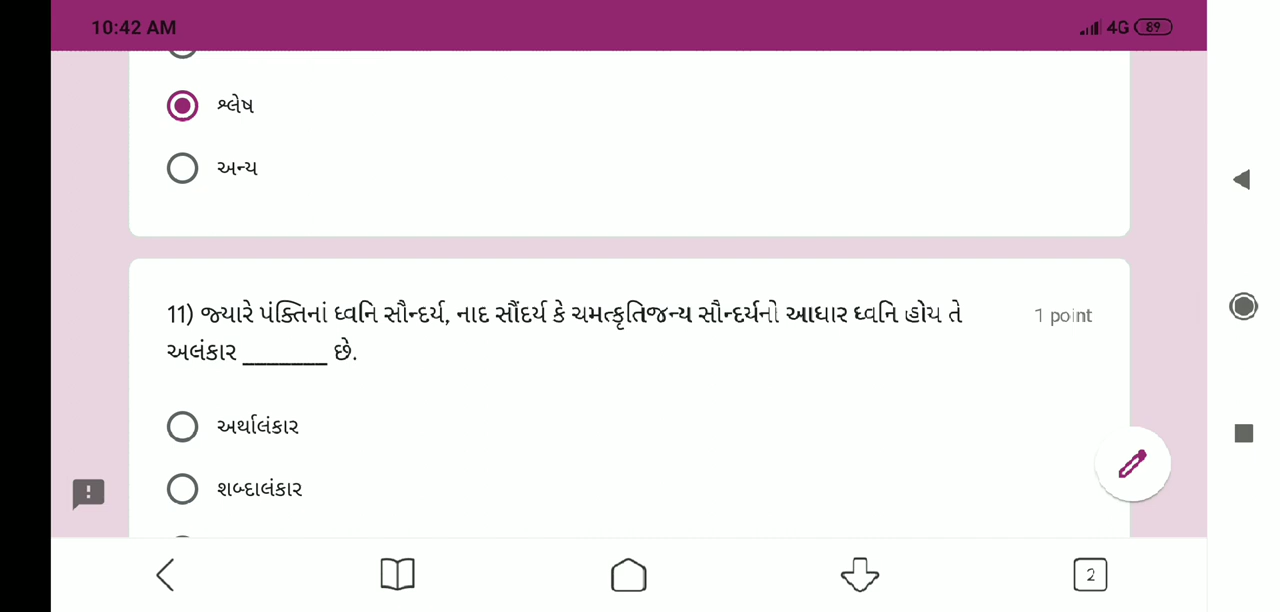 10:42 AM
4G 89
શ્લેષ
અન્ય
11) જ્યારે પંક્તિનાં ધ્વનિ સૌન્દર્ય, નાદ સૌંદર્ય કે ચમત્કૃતિજન્ય સૌન્દર્યનો આધાર ધ્વનિ હોય તે
1 point
અલંકાર _______ છે.
અર્થાલંકાર
શબ્દાલંકાર
2